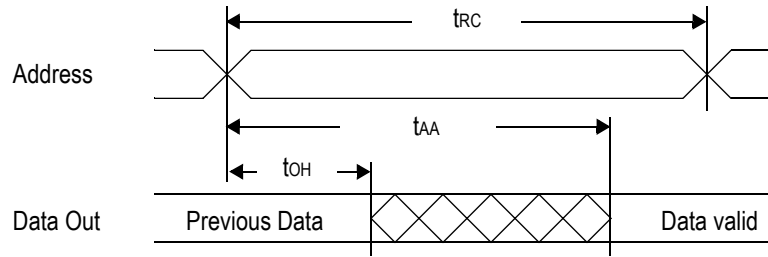 tRC
Address
tAA
tOH
Data Out Previous Data Data valid